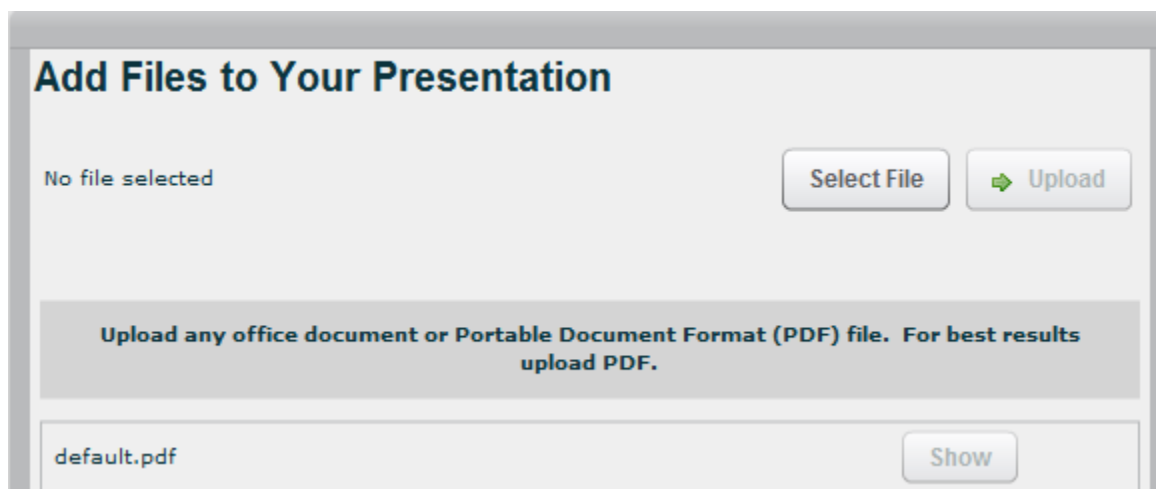 Add Files to Your Presentation
No file selected
Select File
Upload
Upload any office document or Portable Document Format (PDF) file.  For best results
upload PDF.
default.pdf
Show